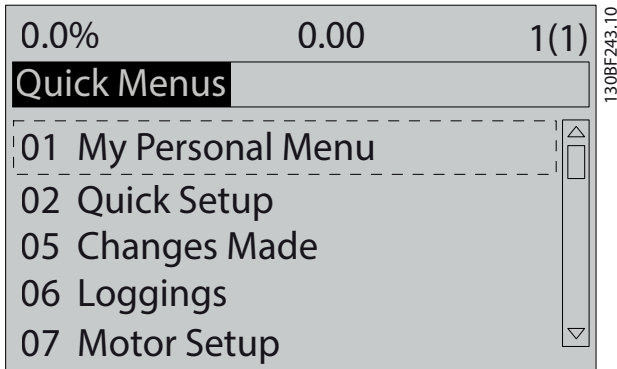 0.0% 0.00 1(1)
Quick Menus
01 My Personal Menu
02 Quick Setup
05 Changes Made
06 Loggings
07 Motor Setup
130BF243.10